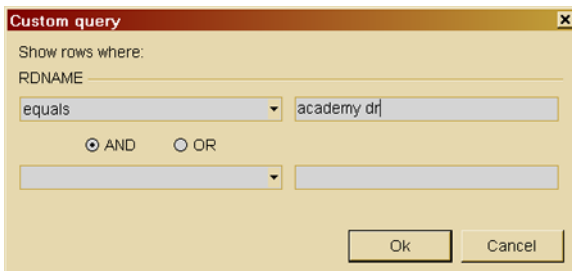 Custom query
Show rows where:
RDNAME
equals academy dr
AND OR
Ok Cancel